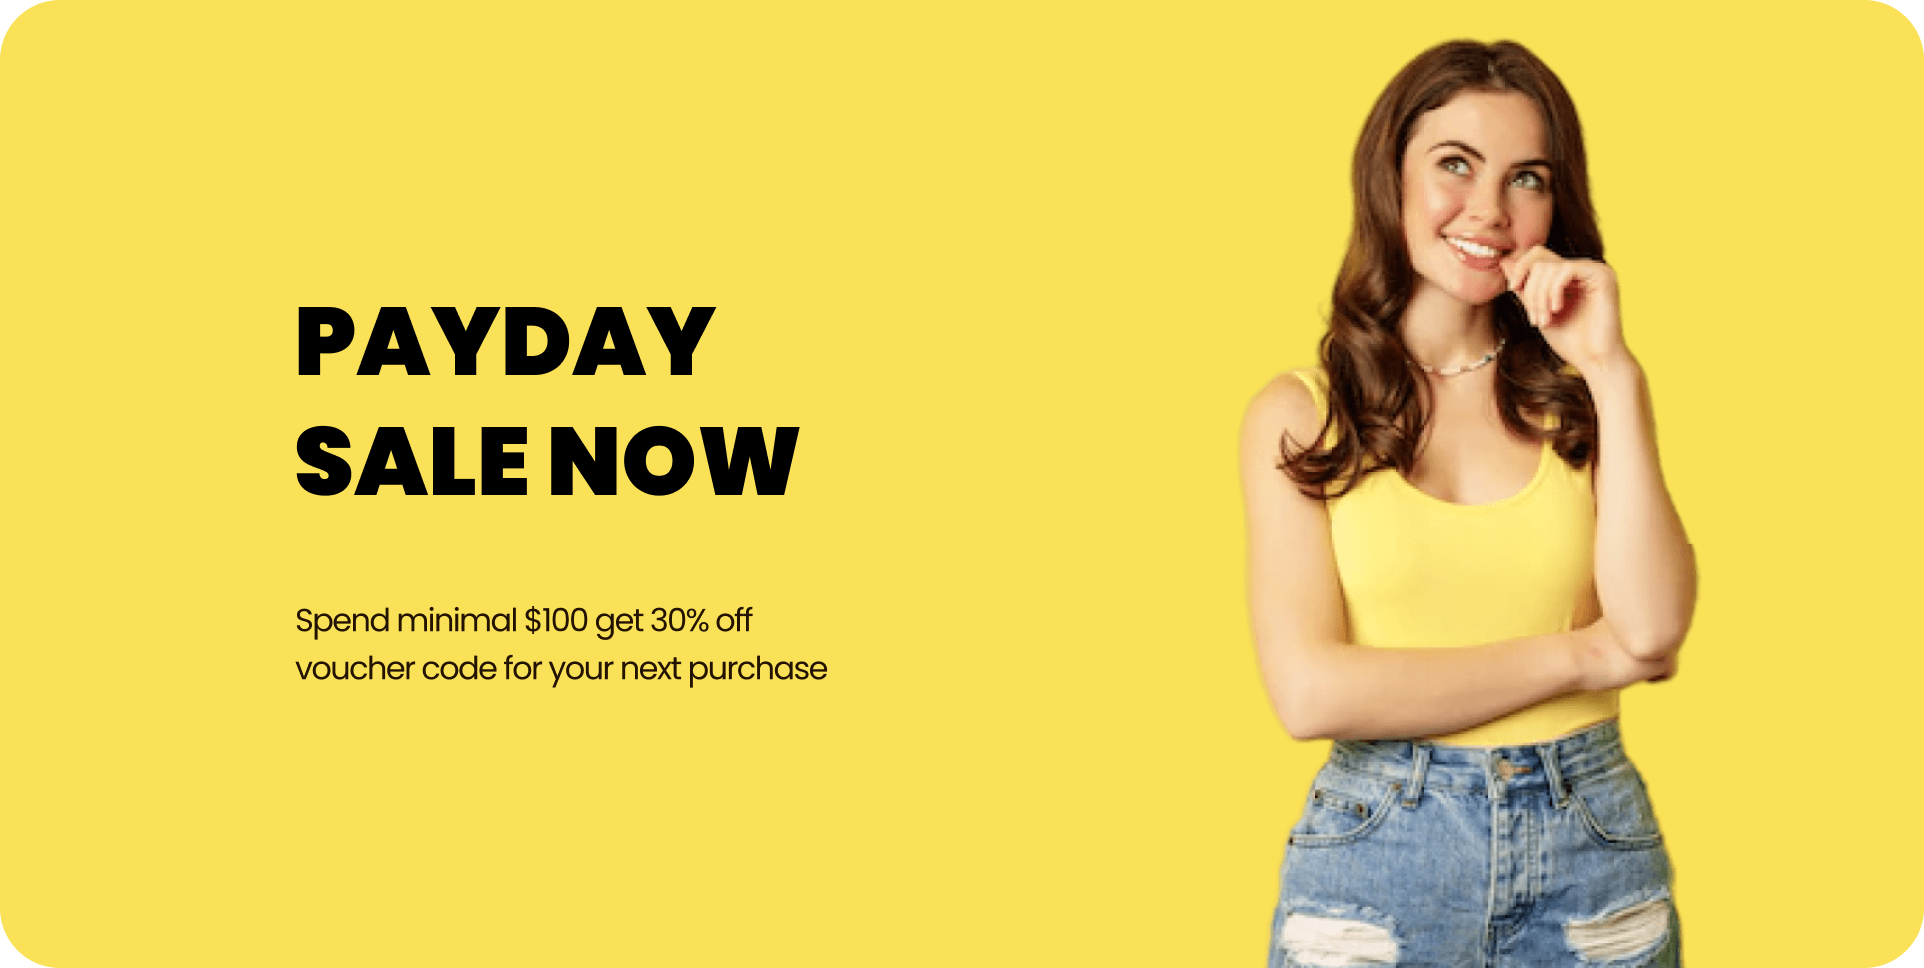 PAYDAY
SALE NOW
Spend minimal $100 get 30% off
voucher code for your next purchase